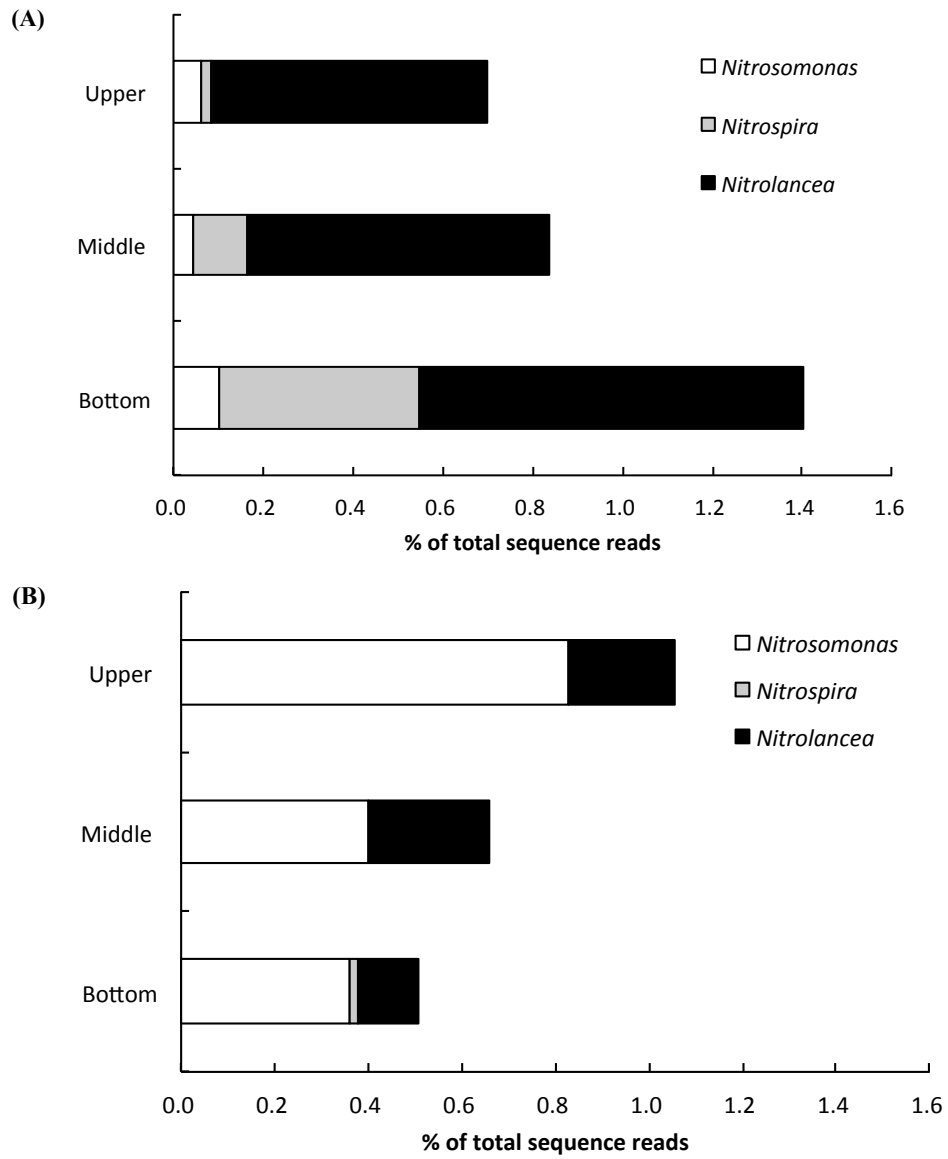 (A)
Upper
Middle
Bottom
Nitrosomonas
Nitrospira
Nitrolancea
0.0 0.2 0.4 0.6 0.8 1.0 1.2 1.4 1.6
% of total sequence reads
(B)
Upper
Middle
Bottom
Nitrosomonas
Nitrospira
Nitrolancea
0.0 0.2 0.4 0.6 0.8 1.0 1.2 1.4 1.6
% of total sequence reads